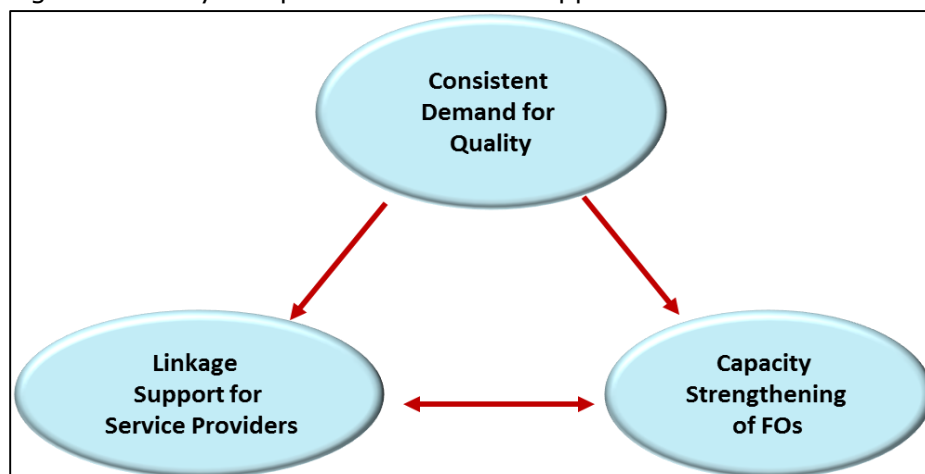 Consistent
Demand for
Quality
Linkage
Support for
Service Providers
Capacity
Strengthening
of FOs